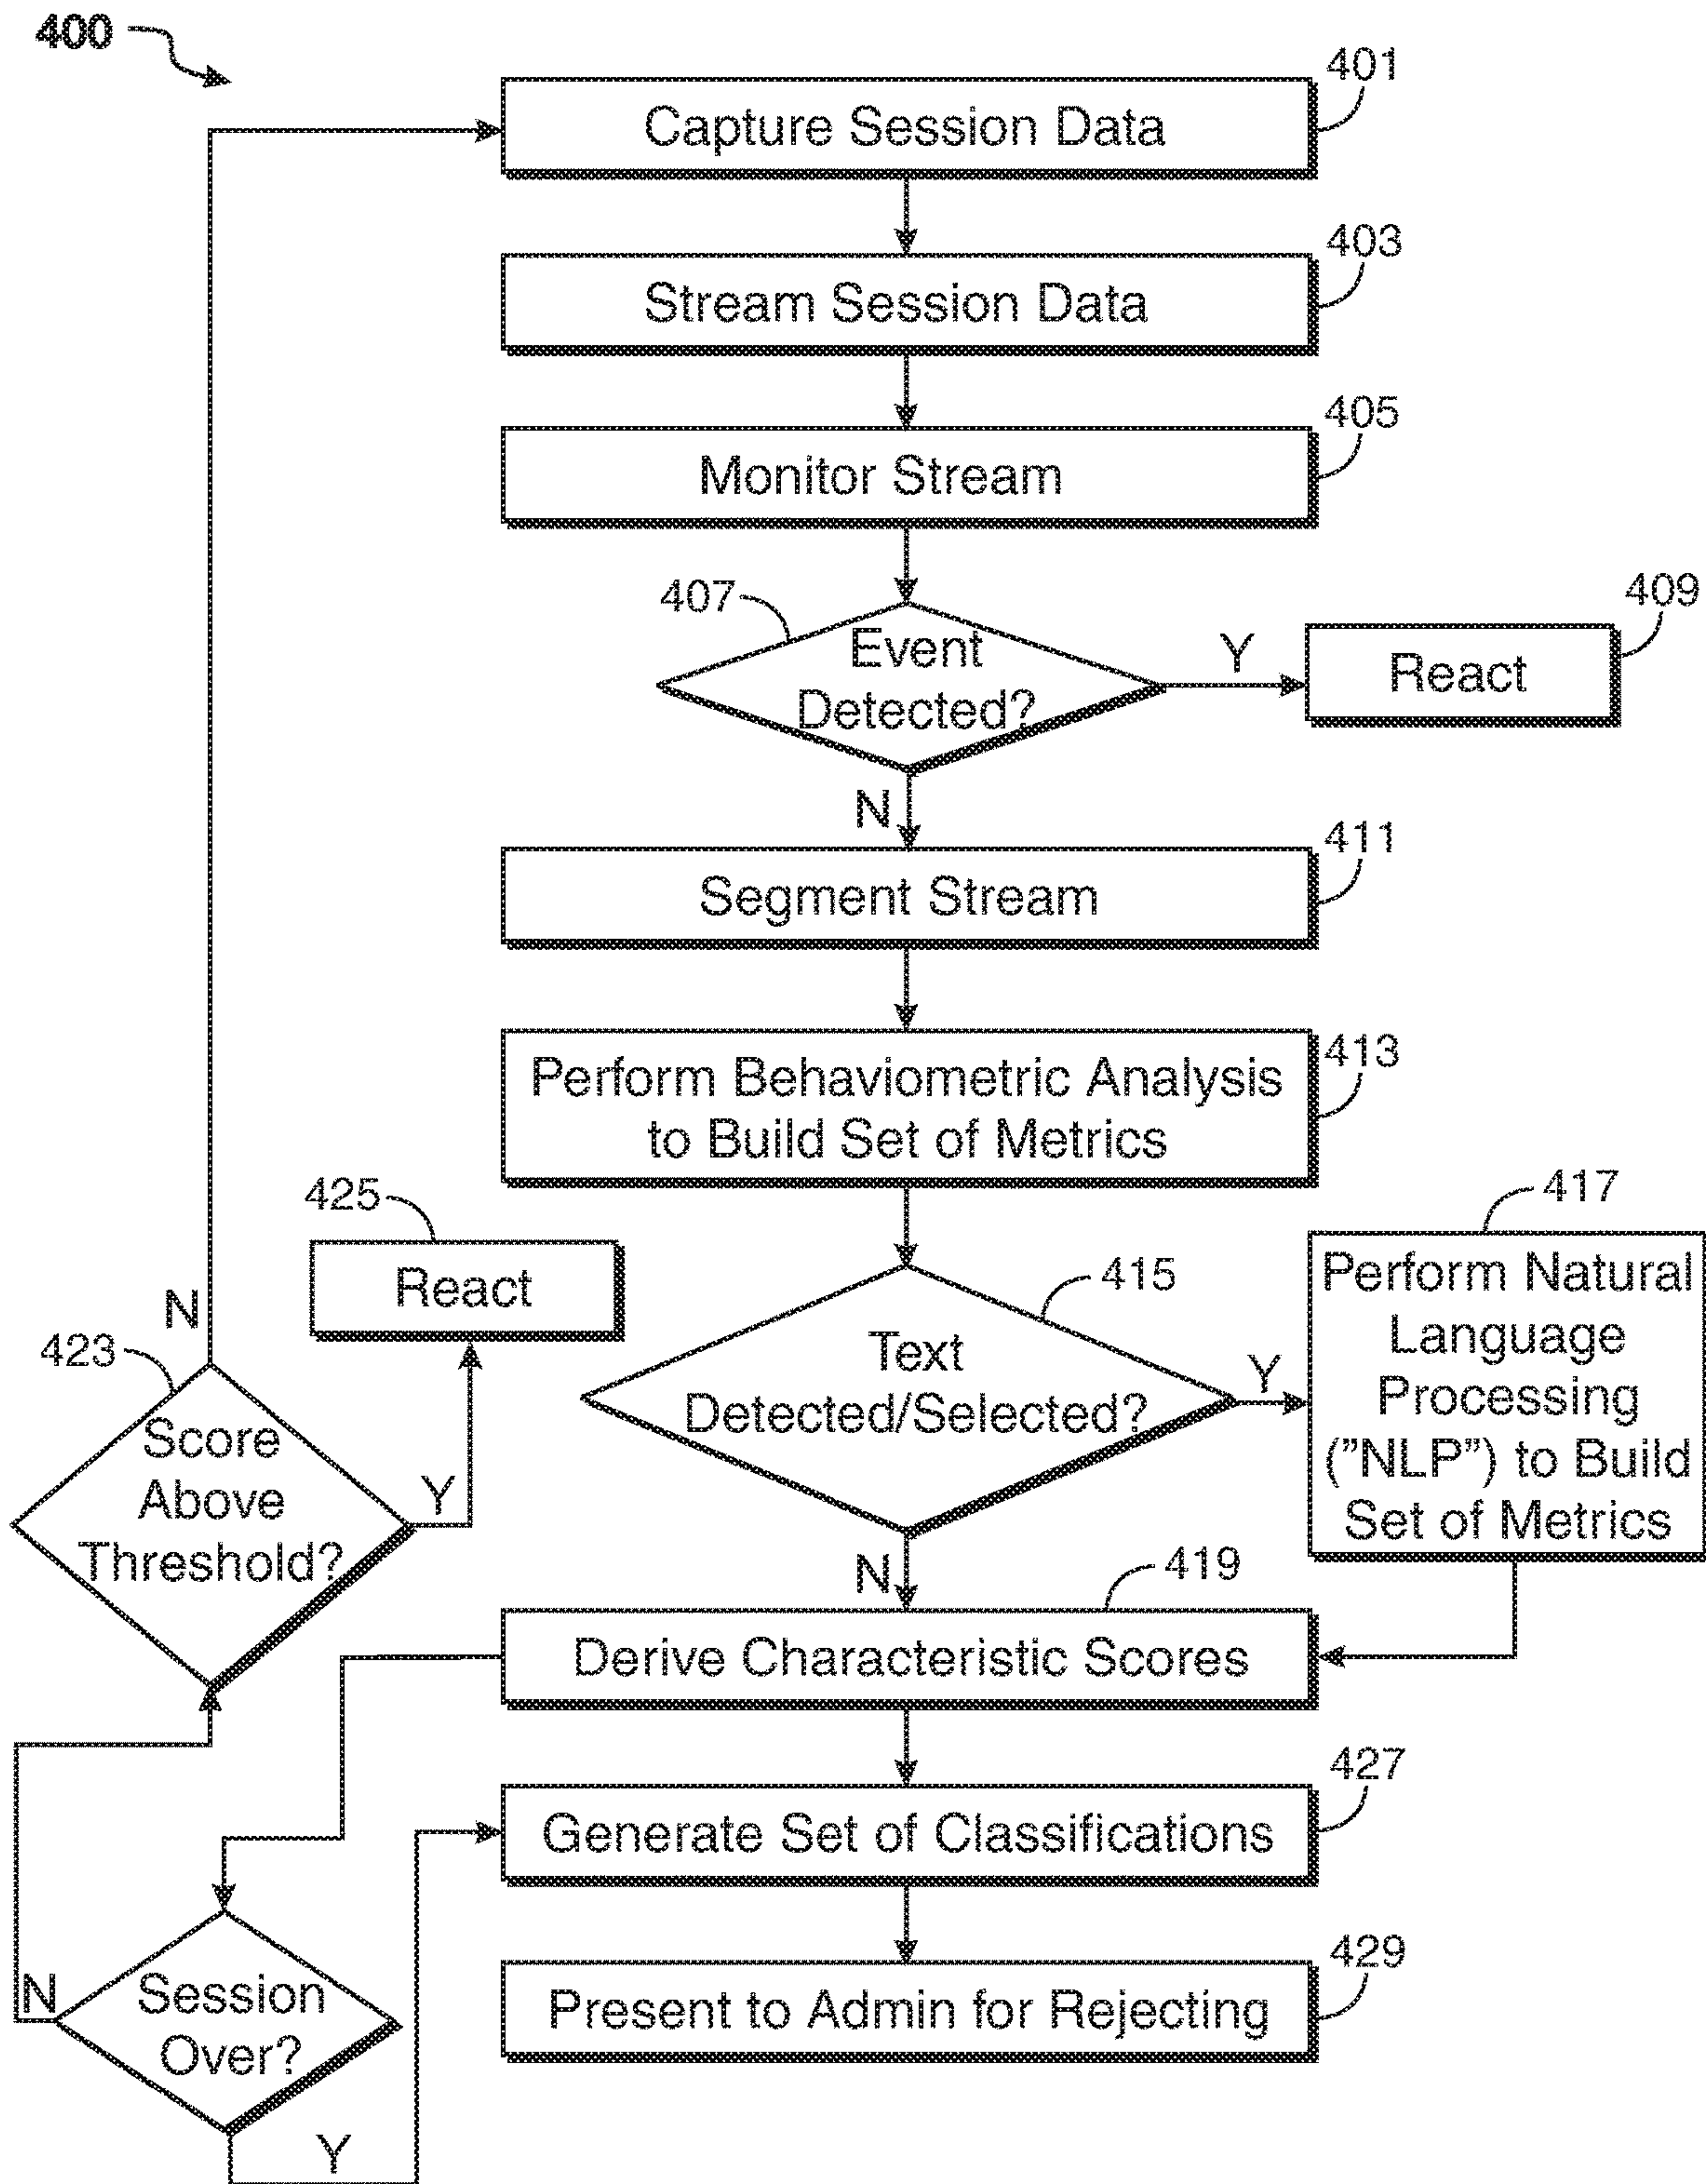 400
401
Capture Session Data
403
Stream Session Data
405
Monitor Stream
407
Event
Detected?
Y
409
React
N
411
Segment Stream
413
Perform Behaviometric Analysis
to Build Set of Metrics
415
Text
Detected/Selected?
Y
417
Perform Natural
Language
Processing
("NLP”) to Build
Set of Metrics
N
419
Derive Characteristic Scores
425
React
N
423
Score
Above
Threshold?
Y
427
Generate Set of Classifications
N
Session
Over?
Y
429
Present to Admin for Rejecting